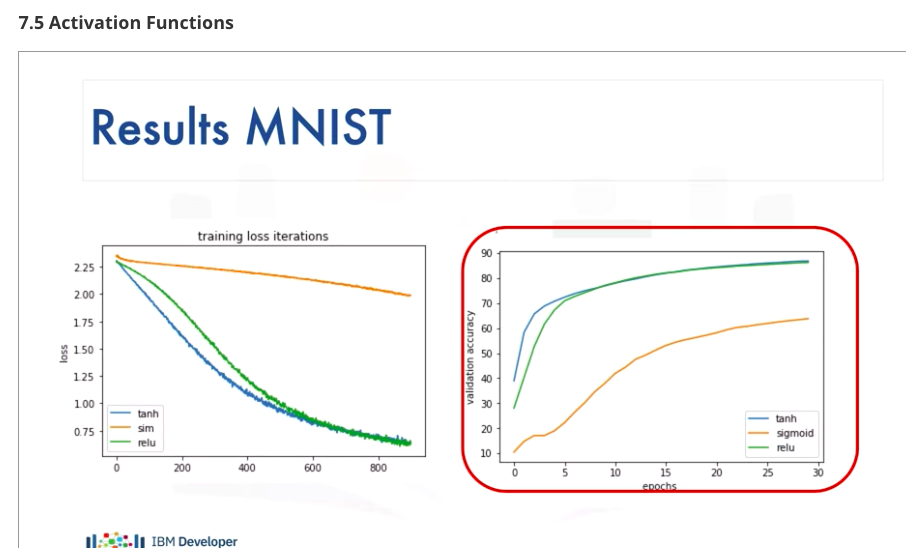 7.5 Activation Functions
Results MNIST
training loss iterations
loss
2.25
2.00
1.75
1.50
1.25
1.00
0.75
tanh
sim
relu
0 200 400 600 800
validation accuracy
90
80
70
60
50
40
30
20
10
tanh
sigmoid
relu
0 5 10 15 20 25 30
epochs
IBM Developer